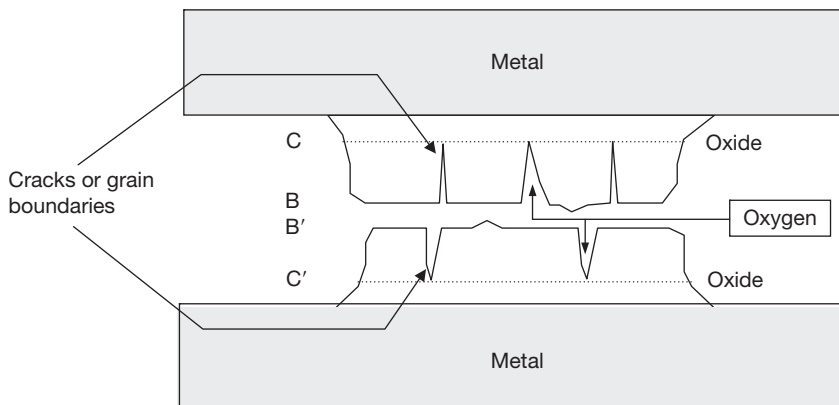 Metal
C
Oxide
Cracks or grain
boundaries
B
B′
Oxygen
C′
Oxide
Metal